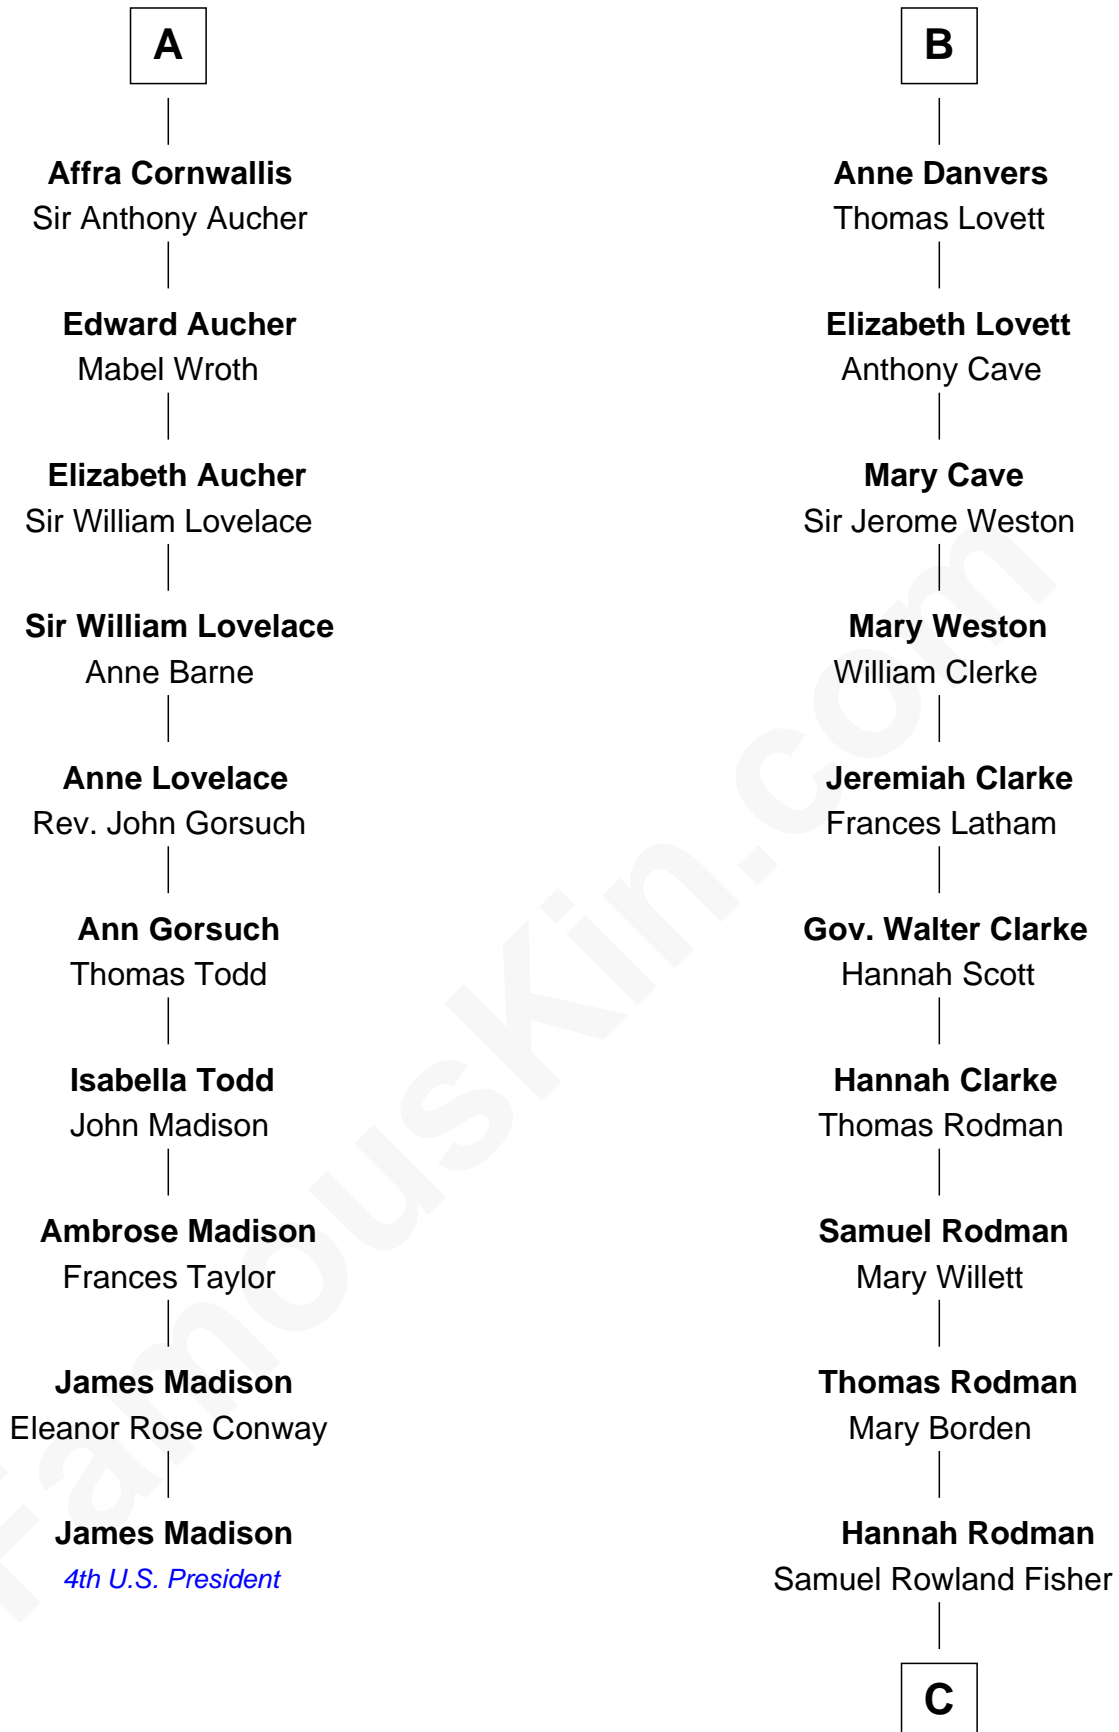 A
Affra Cornwallis
Sir Anthony Aucher
Edward Aucher
Mabel Wroth
Elizabeth Aucher
Sir William Lovelace
Sir William Lovelace
Anne Barne
Anne Lovelace
Rev. John Gorsuch
Ann Gorsuch
Thomas Todd
Isabella Todd
John Madison
Ambrose Madison
Frances Taylor
James Madison
Eleanor Rose Conway
James Madison
4th U.S. President
B
Anne Danvers
Thomas Lovett
Elizabeth Lovett
Anthony Cave
Mary Cave
Sir Jerome Weston
Mary Weston
William Clerke
Jeremiah Clarke
Frances Latham
Gov. Walter Clarke
Hannah Scott
Hannah Clarke
Thomas Rodman
Samuel Rodman
Mary Willett
Thomas Rodman
Mary Borden
Hannah Rodman
Samuel Rowland Fisher
C
FamousKin.com